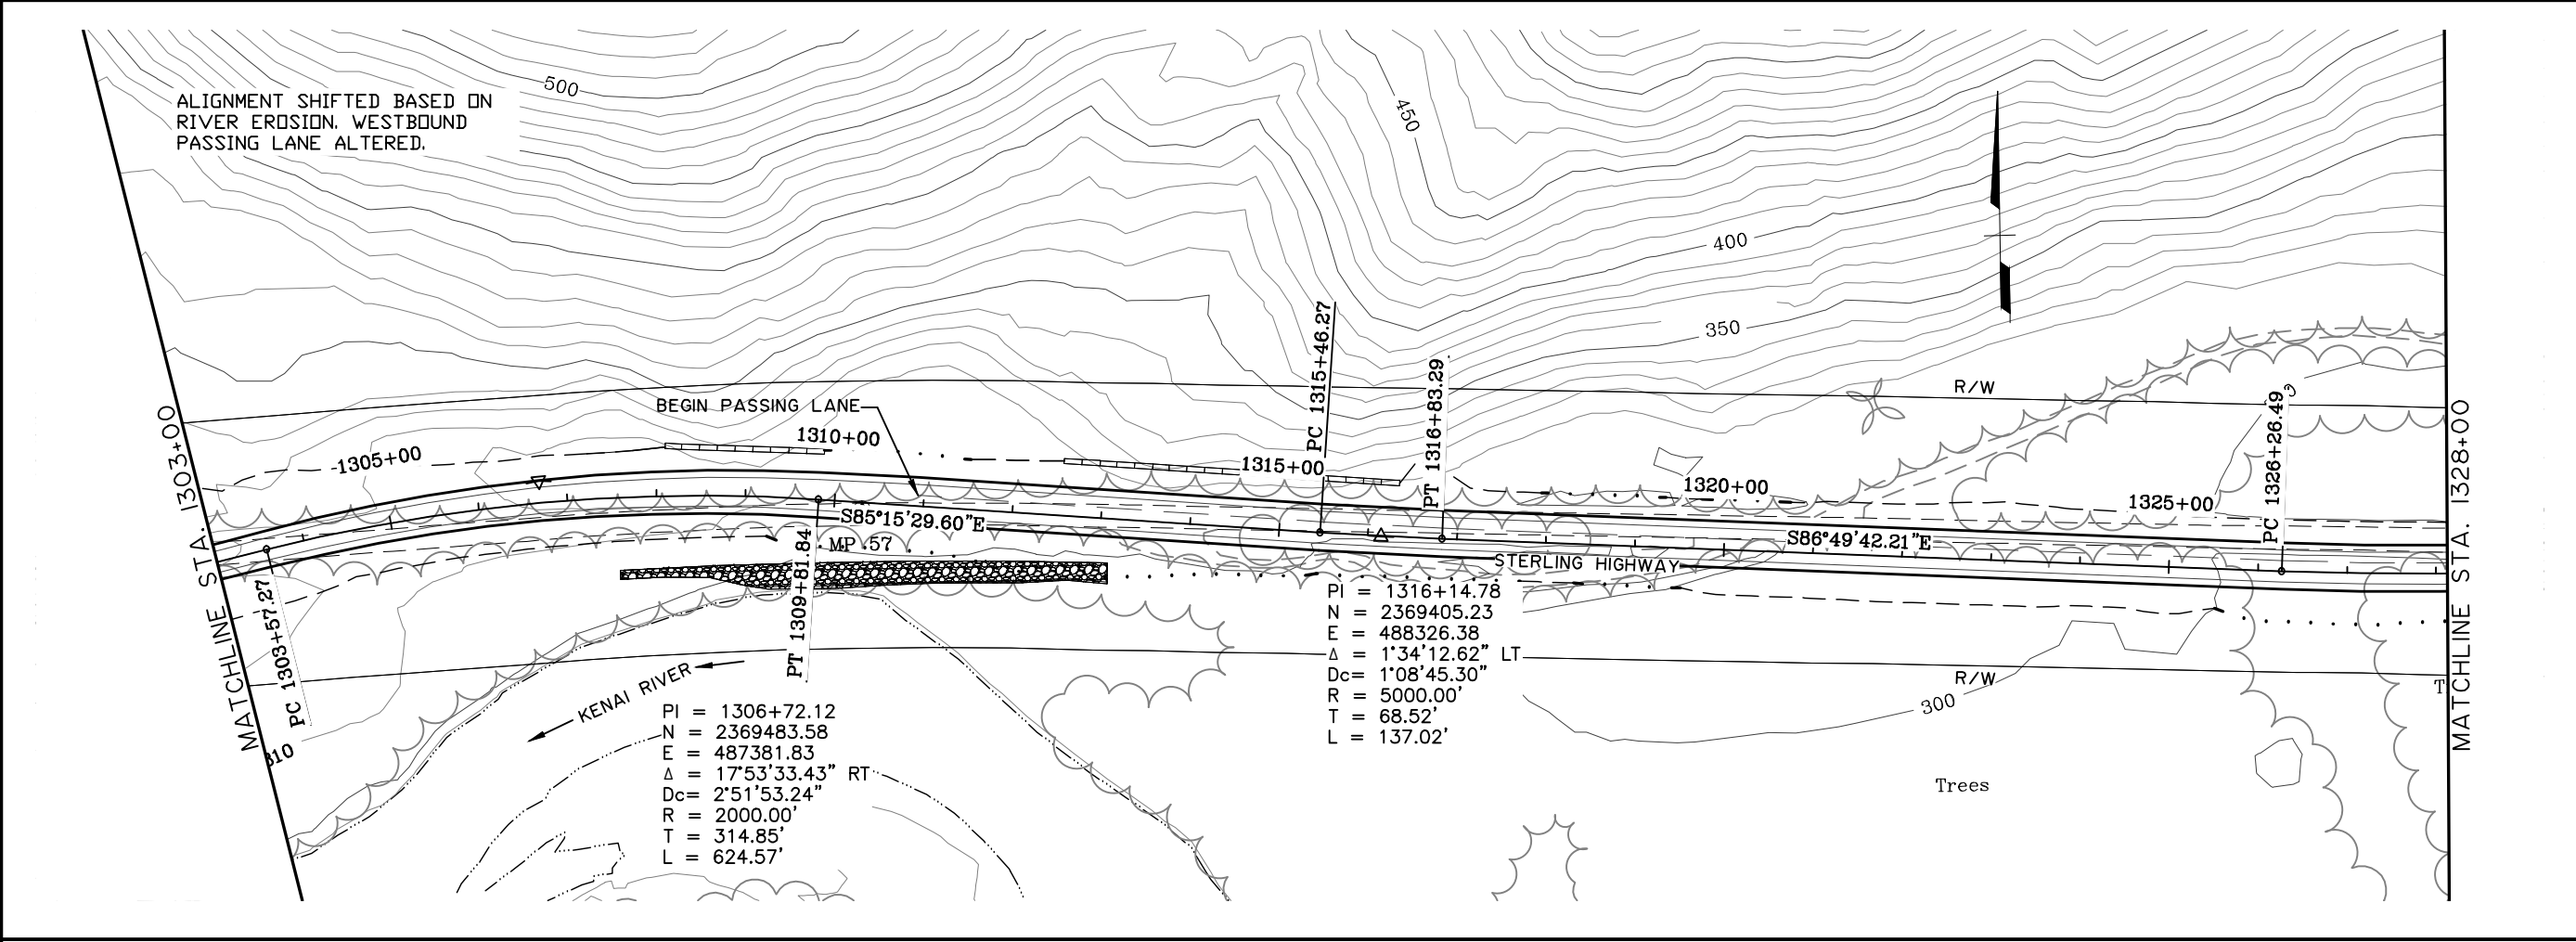 500
ALIGNMENT SHIFTED BASED ON
RIVER EROSION. WESTBOUND
PASSING LANE ALTERED.
450
400
350
R/W
BEGIN PASSING LANE
MATCHLINE STA. 1303+00
PC 1303+57.27
1305+00
1310+00
PT 1309+81.84
S85°15'29.60"E
MP 57
1315+00
PC 1315+46.27
PT 1316+83.29
1320+00
STERLING HIGHWAY
S86°49'42.21"E
1325+00
PC 1326+26.49
MATCHLINE STA. 1328+00
KENAI RIVER
PI = 1306+72.12
N = 2369483.58
E = 487381.83
Δ = 17°53'33.43" RT
Dc= 2°51'53.24"
R = 2000.00'
T = 314.85'
L = 624.57'
PI = 1316+14.78
N = 2369405.23
E = 488326.38
Δ = 1°34'12.62" LT
Dc= 1°08'45.30"
R = 5000.00'
T = 68.52'
L = 137.02'
R/W
300
T
310
Trees